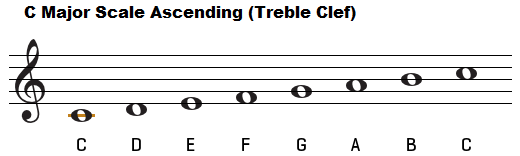 C Major Scale Ascending (Treble Clef)
C D E F G A B C